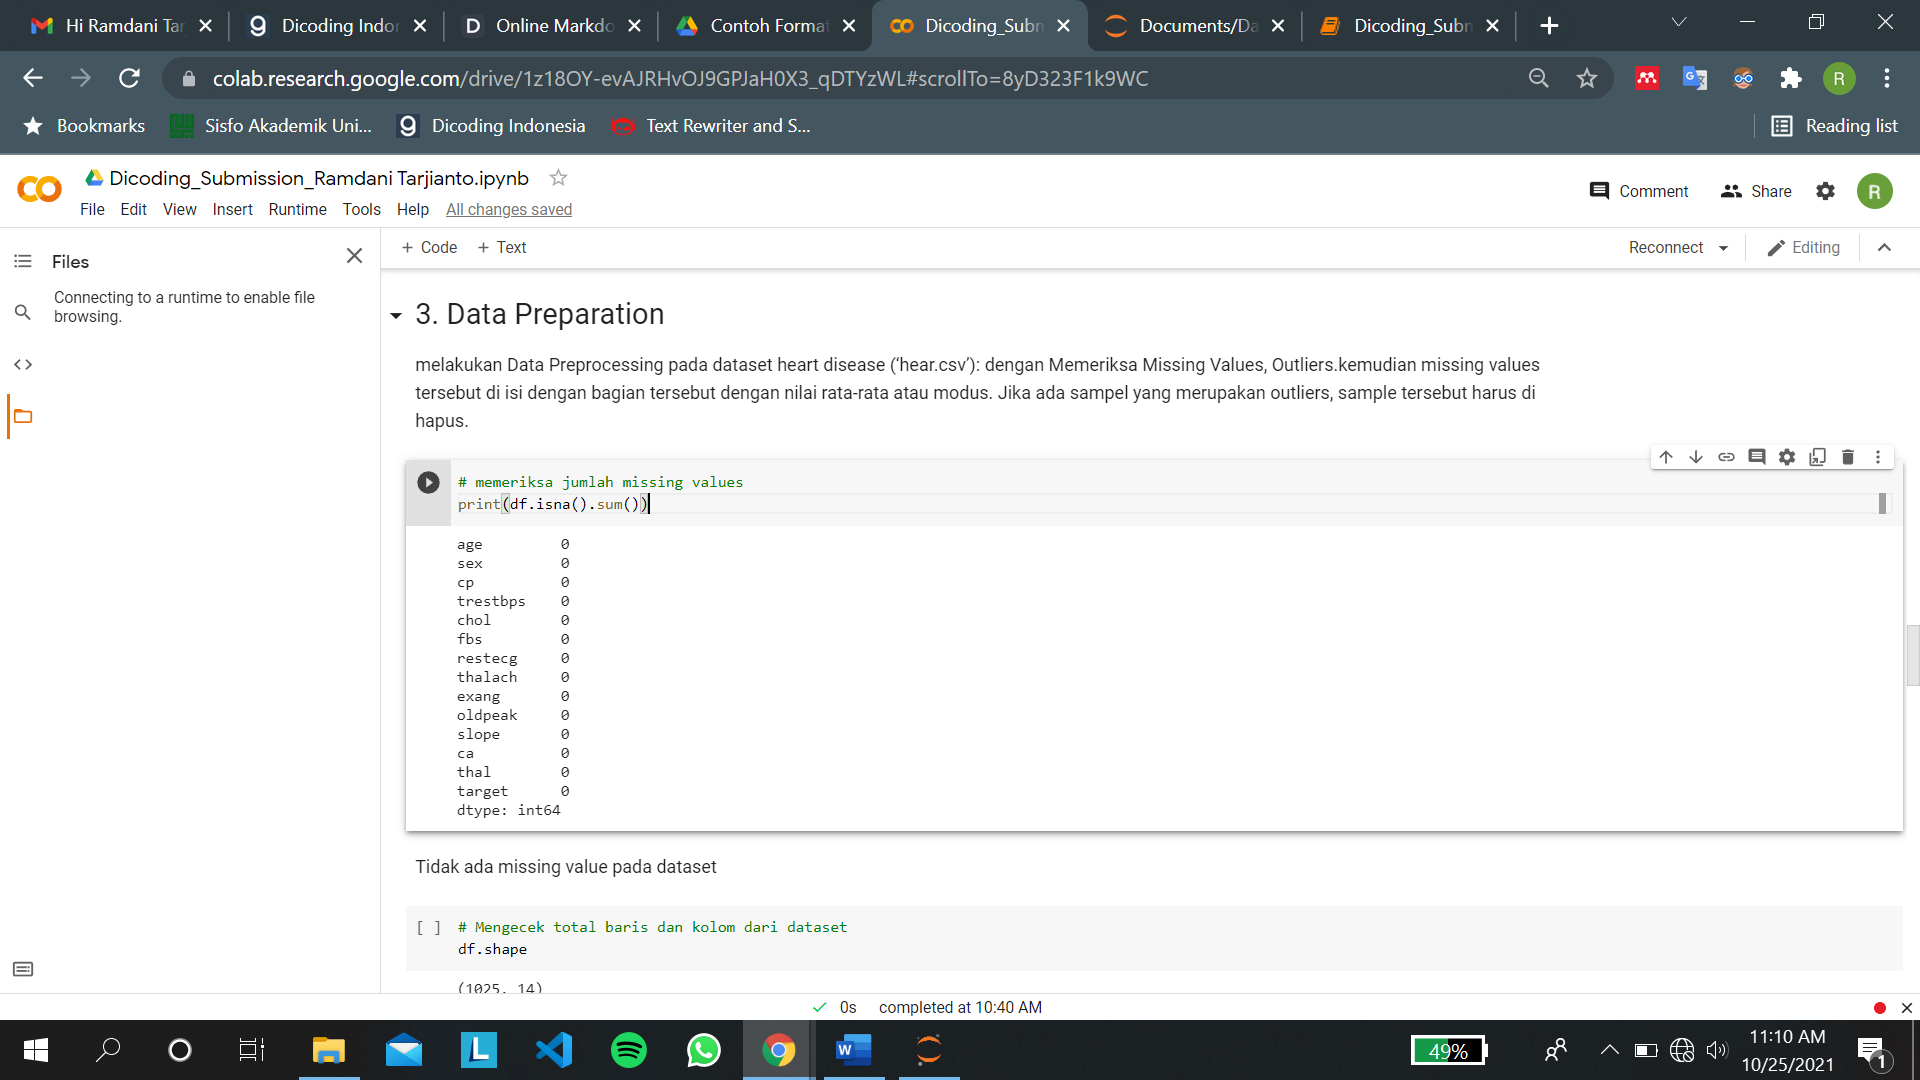 Hi Ramdani Tar
Dicoding Indor
Online Markdo
Contoh Format
Dicoding_Subn
Documents/Da
Dicoding_Subn
colab.research.google.com/drive/1z18OY-evAJRHvOJ9GPJaH0X3_qDTYzWL#scrollTo=8yD323F1k9WC
R
Bookmarks
Sisfo Akademik Uni...
Dicoding Indonesia
Text Rewriter and S...
Reading list
Dicoding_Submission_Ramdani Tarjianto.ipynb
File Edit View Insert Runtime Tools Help All changes saved
Comment
Share
R
Files
Connecting to a runtime to enable file
browsing.
+ Code + Text
Reconnect
Editing
3. Data Preparation
melakukan Data Preprocessing pada dataset heart disease (‘hear.csv’): dengan Memeriksa Missing Values, Outliers.kemudian missing values
tersebut di isi dengan bagian tersebut dengan nilai rata-rata atau modus. Jika ada sampel yang merupakan outliers, sample tersebut harus di
hapus.
# memeriksa jumlah missing values
print(df.isna().sum())
age 0
sex 0
cp 0
trestbps 0
chol 0
fbs 0
restecg 0
thalach 0
exang 0
oldpeak 0
slope 0
ca 0
thal 0
target 0
dtype: int64
Tidak ada missing value pada dataset
[ ] # Mengecek total baris dan kolom dari dataset
df.shape
(1025, 14)
0s completed at 10:40 AM
49%
11:10 AM
10/25/2021
1